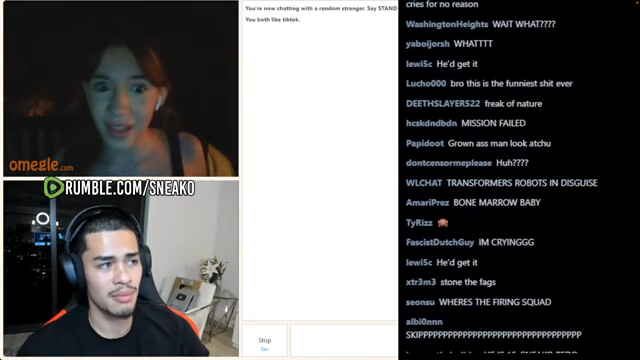 You're now chatting with a random stranger. Say STAND
You both like tiktok.
omegle.com
RUMBLE.COM/SNEAKO
Stop
Esc
cries for no reason
WashingtonHeights WAIT WHAT????
yaboijorsh WHATTTT
lewi5c He'd get it
Lucho000 bro this is the funniest shit ever
DEETHSLAYER522 freak of nature
hcskdndbdn MISSION FAILED
Papidoot Grown ass man look atchu
dontcensormeplease Huh????
WLCHAT TRANSFORMERS ROBOTS IN DISGUISE
AmariPrez BONE MARROW BABY
TyRizz
FascistDutchGuy IM CRYINGGG
lewi5c He'd get it
xtr3m3 stone the fags
seonsu WHERES THE FIRING SQUAD
albi0nnn
SKIPPPPPPPPPPPPPPPPPPPPPPPPPPPPPPPPP